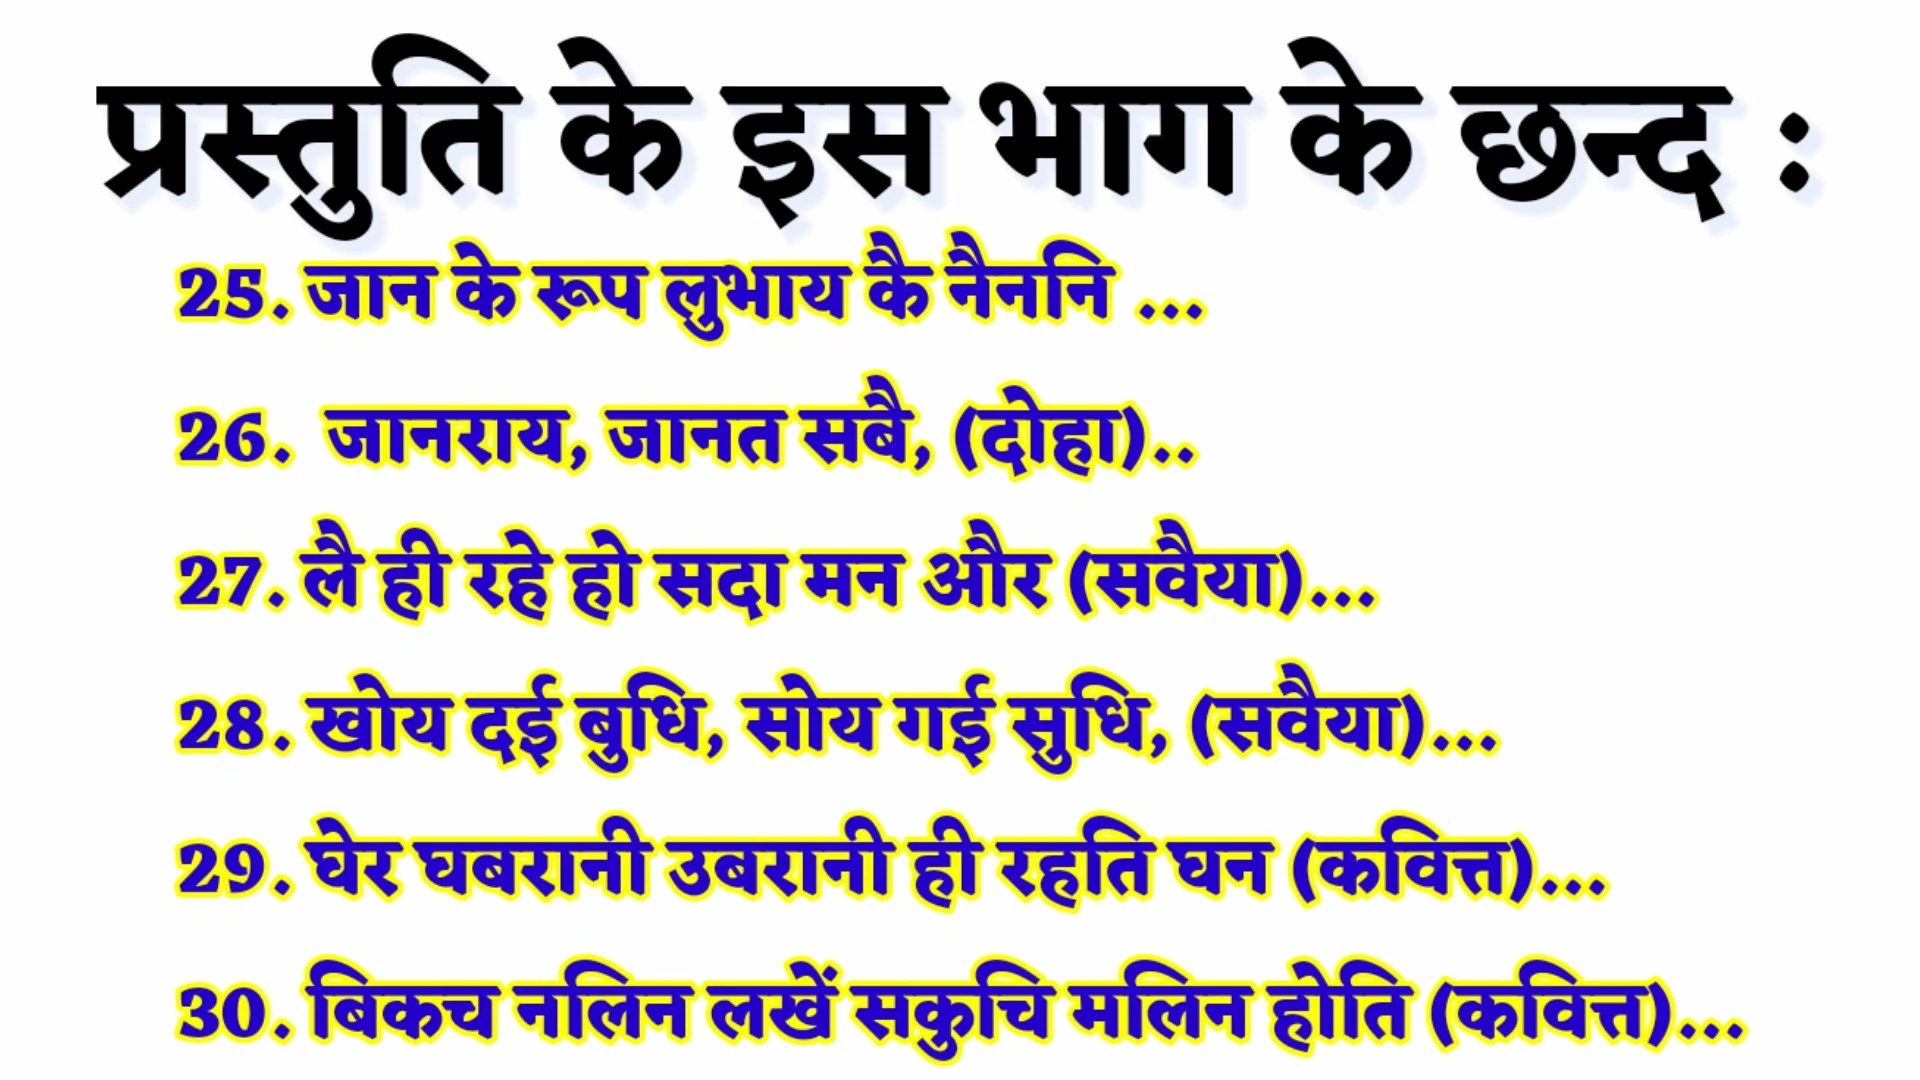 प्रस्तुति के इस भाग के छन्द :
25. जान के रूप लुभाय कै नैननि ...
26. जानराय, जानत सबै, (दोहा)..
27. लै ही रहे हो सदा मन और (सवैया)...
28. खोय दई बुधि, सोय गई सुधि, (सवैया)...
29. घेर घबरानी उबरानी ही रहति घन (कवित्त)...
30. बिकच नलिन लखें सकुचि मलिन होति (कवित्त)...